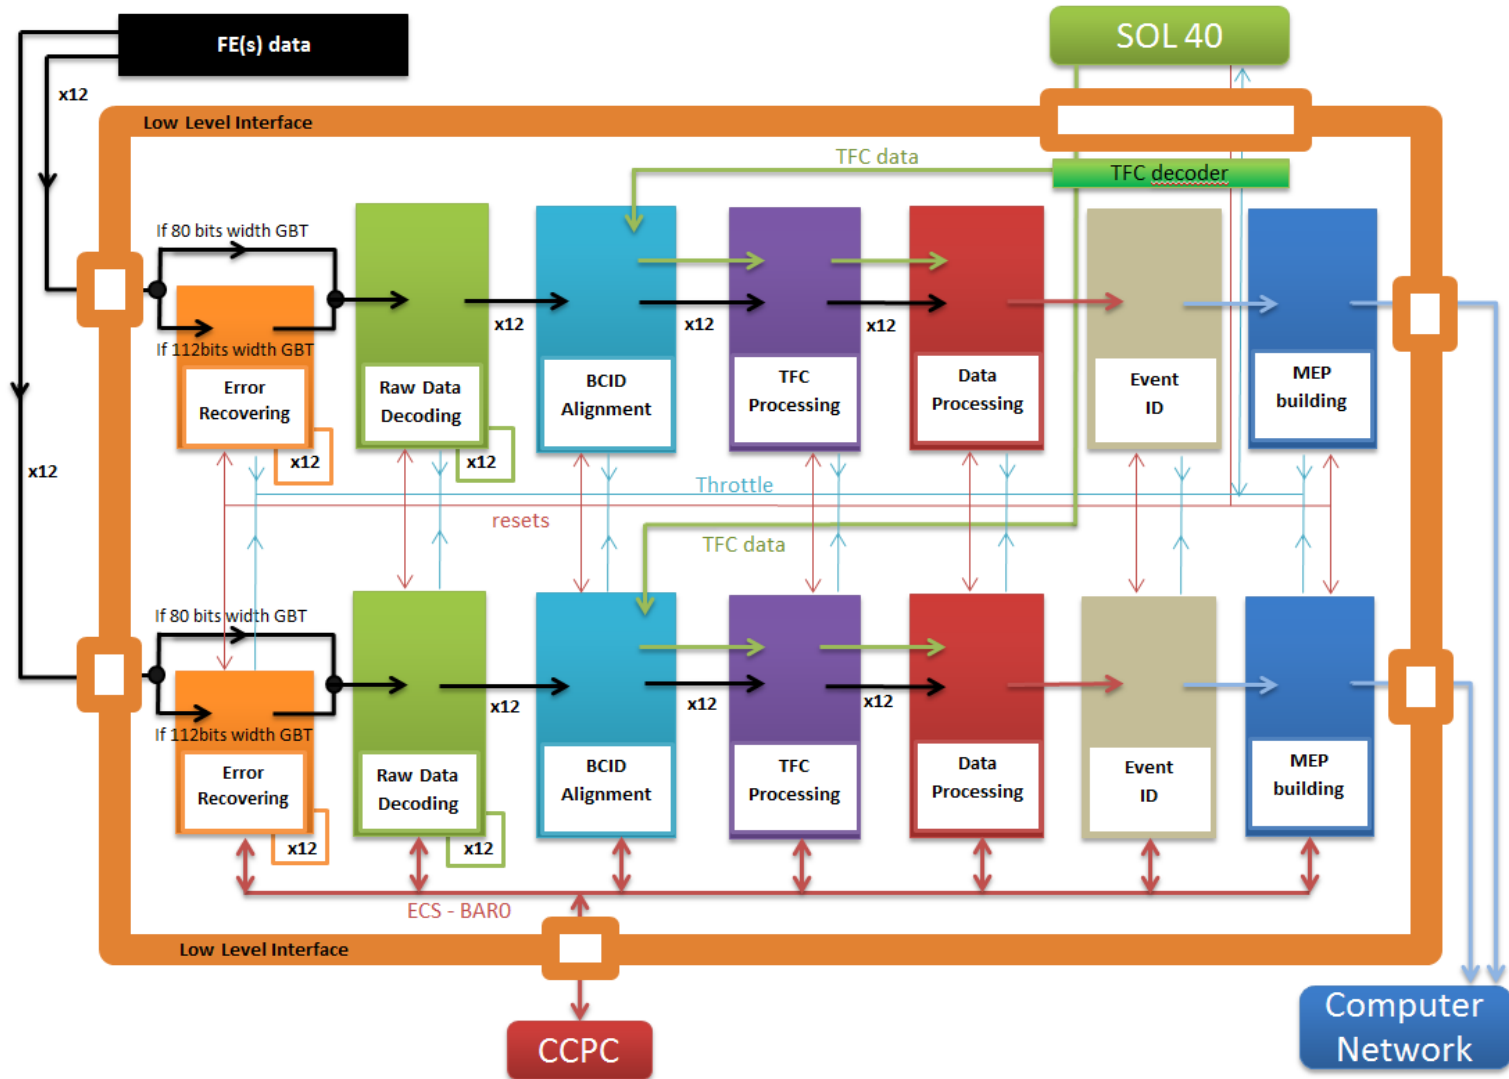 FE(s) data
SOL 40
x12
Low Level Interface
TFC data
TFC decoder
If 80 bits width GBT
If 112bits width GBT
x12
x12
x12
Error
Recovering
Raw Data
Decoding
BCID
Alignment
TFC
Processing
Data
Processing
Event
ID
MEP
building
x12
x12
x12
Throttle
resets
TFC data
If 80 bits width GBT
If 112bits width GBT
x12
x12
x12
Error
Recovering
Raw Data
Decoding
BCID
Alignment
TFC
Processing
Data
Processing
Event
ID
MEP
building
x12
x12
ECS - BAR0
Low Level Interface
CCPC
Computer
Network